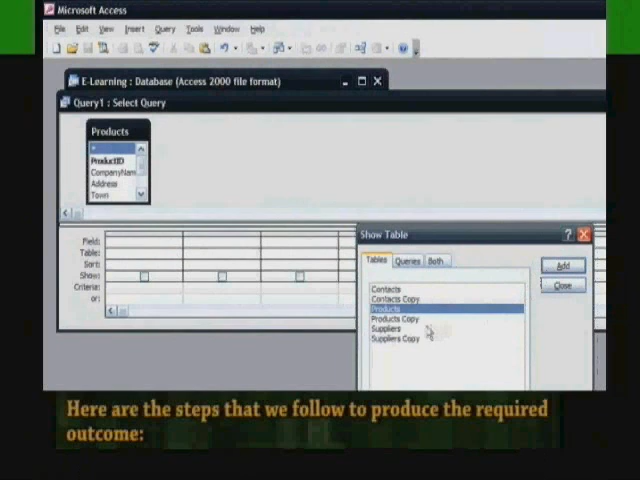 Microsoft Access
File Edit View Insert Query Tools Window Help
E-Learning : Database (Access 2000 file format)
Query1 : Select Query
Products
*
ProductID
CompanyNam
Address
Town
Field:
Table:
Sort:
Show:
Criteria:
or:
Show Table
Tables Queries Both
Add
Close
Contacts
Contacts Copy
Products
Products Copy
Suppliers
Suppliers Copy
Here are the steps that we follow to produce the required
outcome: